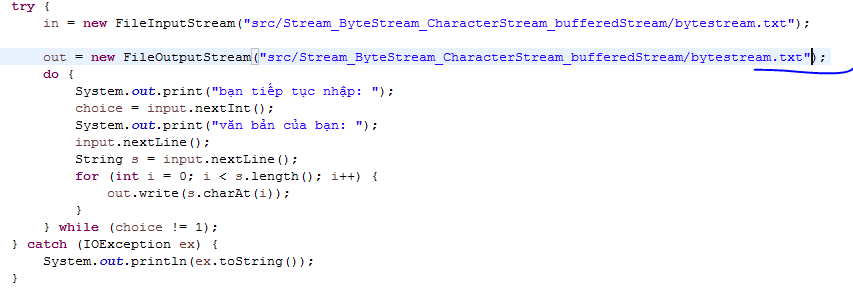 try {
in = new FileInputStream("src/Stream_ByteStream_CharacterStream_bufferedStream/bytestream.txt");
out = new FileOutputStream("src/Stream_ByteStream_CharacterStream_bufferedStream/bytestream.txt");
do {
System.out.print("bạn tiếp tục nhập: ");
choice = input.nextInt();
System.out.print("văn bản của bạn: ");
input.nextLine();
String s = input.nextLine();
for (int i = 0; i < s.length(); i++) {
out.write(s.charAt(i));
}
} while (choice != 1);
} catch (IOException ex) {
System.out.println(ex.toString());
}